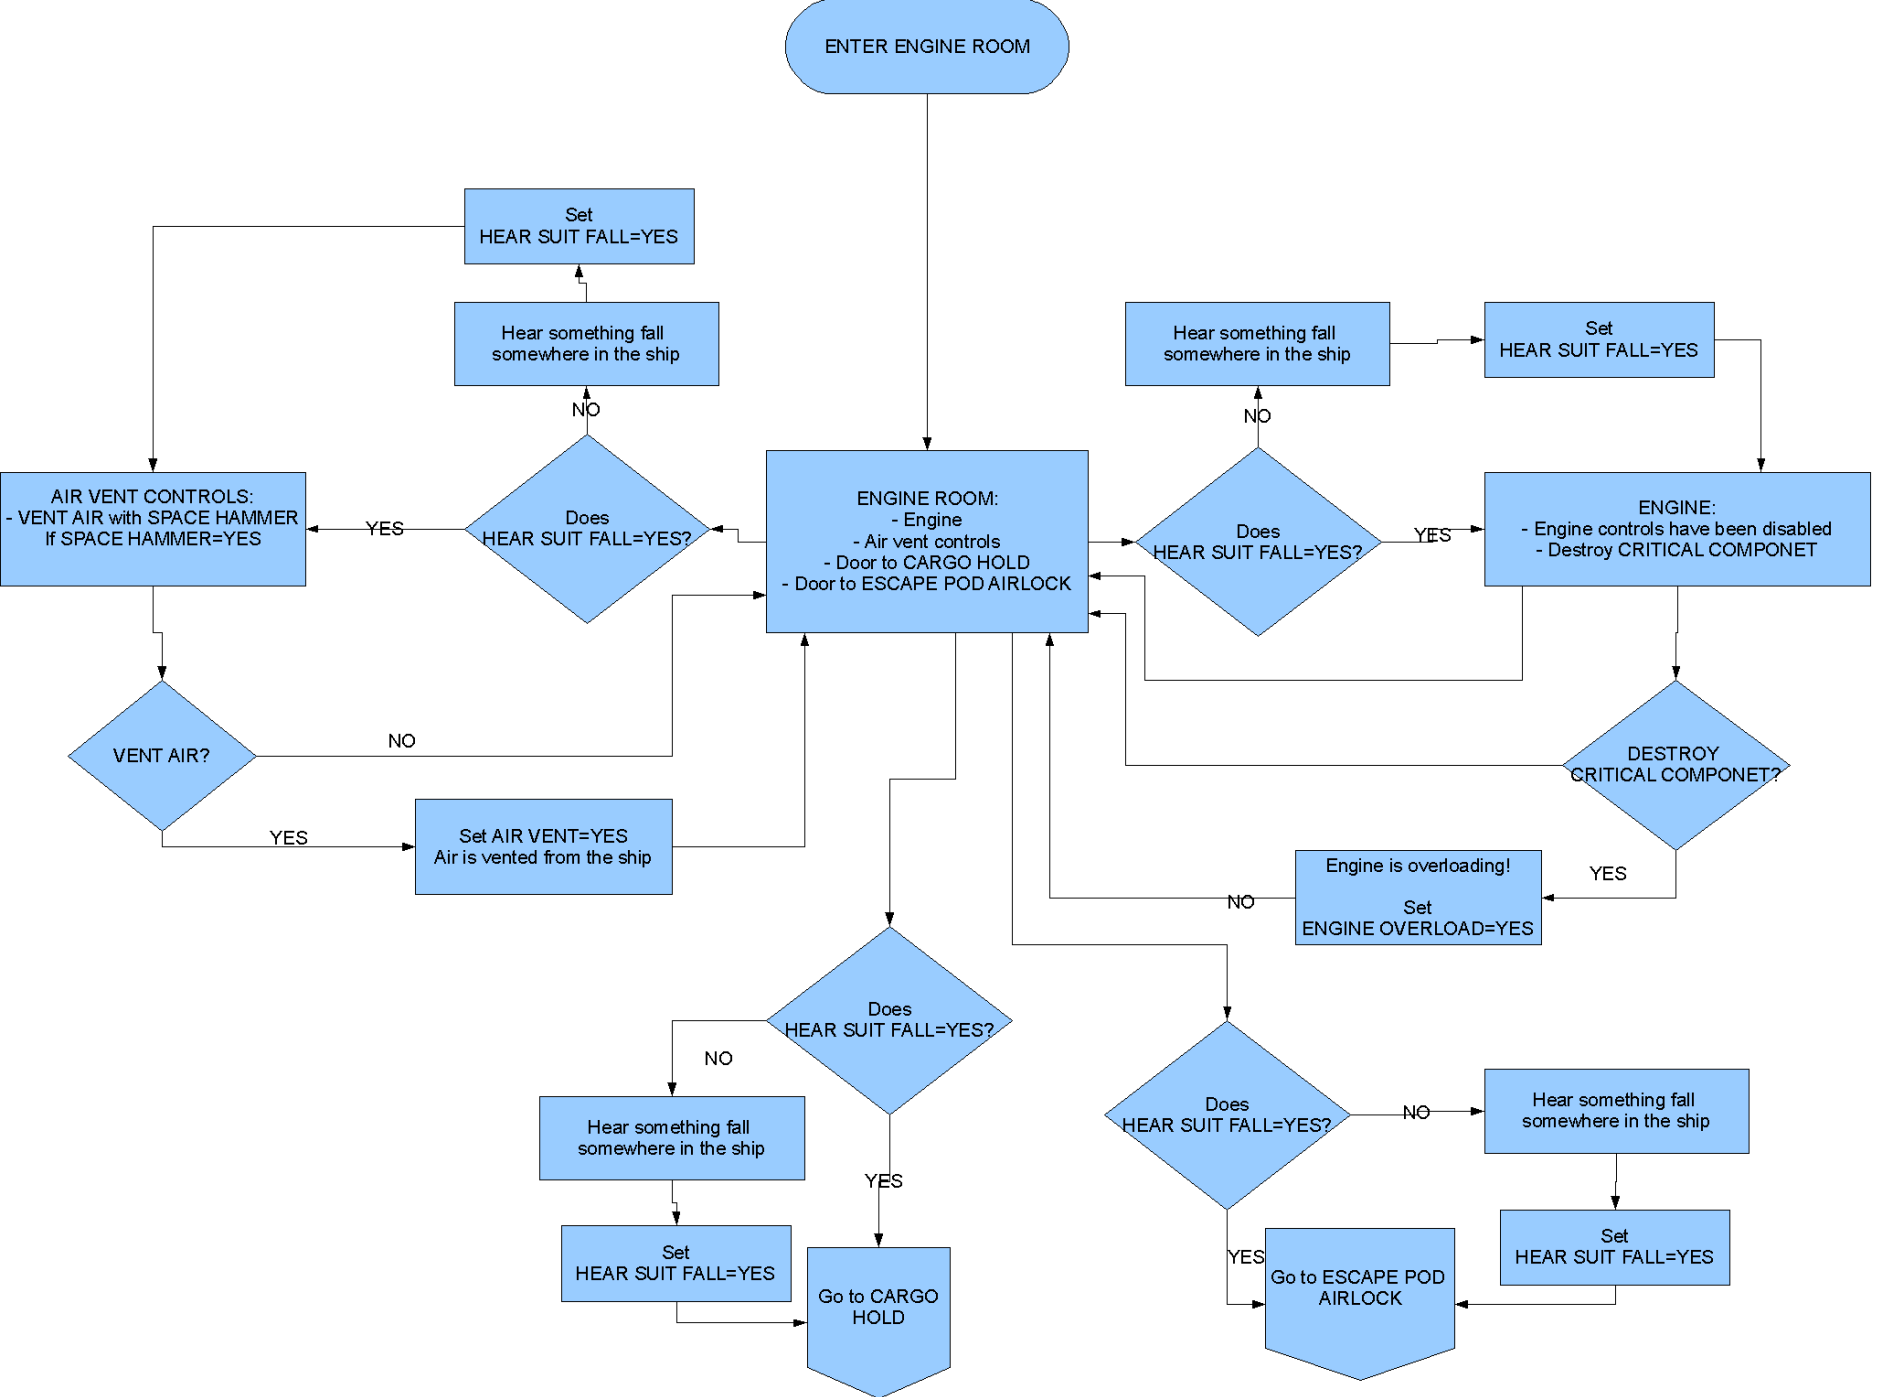 ENTER ENGINE ROOM
Set
HEAR SUIT FALL=YES
Hear something fall
somewhere in the ship
NO
Does
HEAR SUIT FALL=YES?
YES
AIR VENT CONTROLS:
- VENT AIR with SPACE HAMMER
If SPACE HAMMER=YES
VENT AIR?
NO
YES
Set AIR VENT=YES
Air is vented from the ship
ENGINE ROOM:
- Engine
- Air vent controls
- Door to CARGO HOLD
- Door to ESCAPE POD AIRLOCK
Hear something fall
somewhere in the ship
Set
HEAR SUIT FALL=YES
NO
Does
HEAR SUIT FALL=YES?
YES
ENGINE:
- Engine controls have been disabled
- Destroy CRITICAL COMPONET
DESTROY
CRITICAL COMPONET?
YES
Engine is overloading!
Set
ENGINE OVERLOAD=YES
NO
Does
HEAR SUIT FALL=YES?
NO
Hear something fall
somewhere in the ship
Set
HEAR SUIT FALL=YES
YES
Go to CARGO
HOLD
Does
HEAR SUIT FALL=YES?
NO
Hear something fall
somewhere in the ship
Set
HEAR SUIT FALL=YES
YES
Go to ESCAPE POD
AIRLOCK